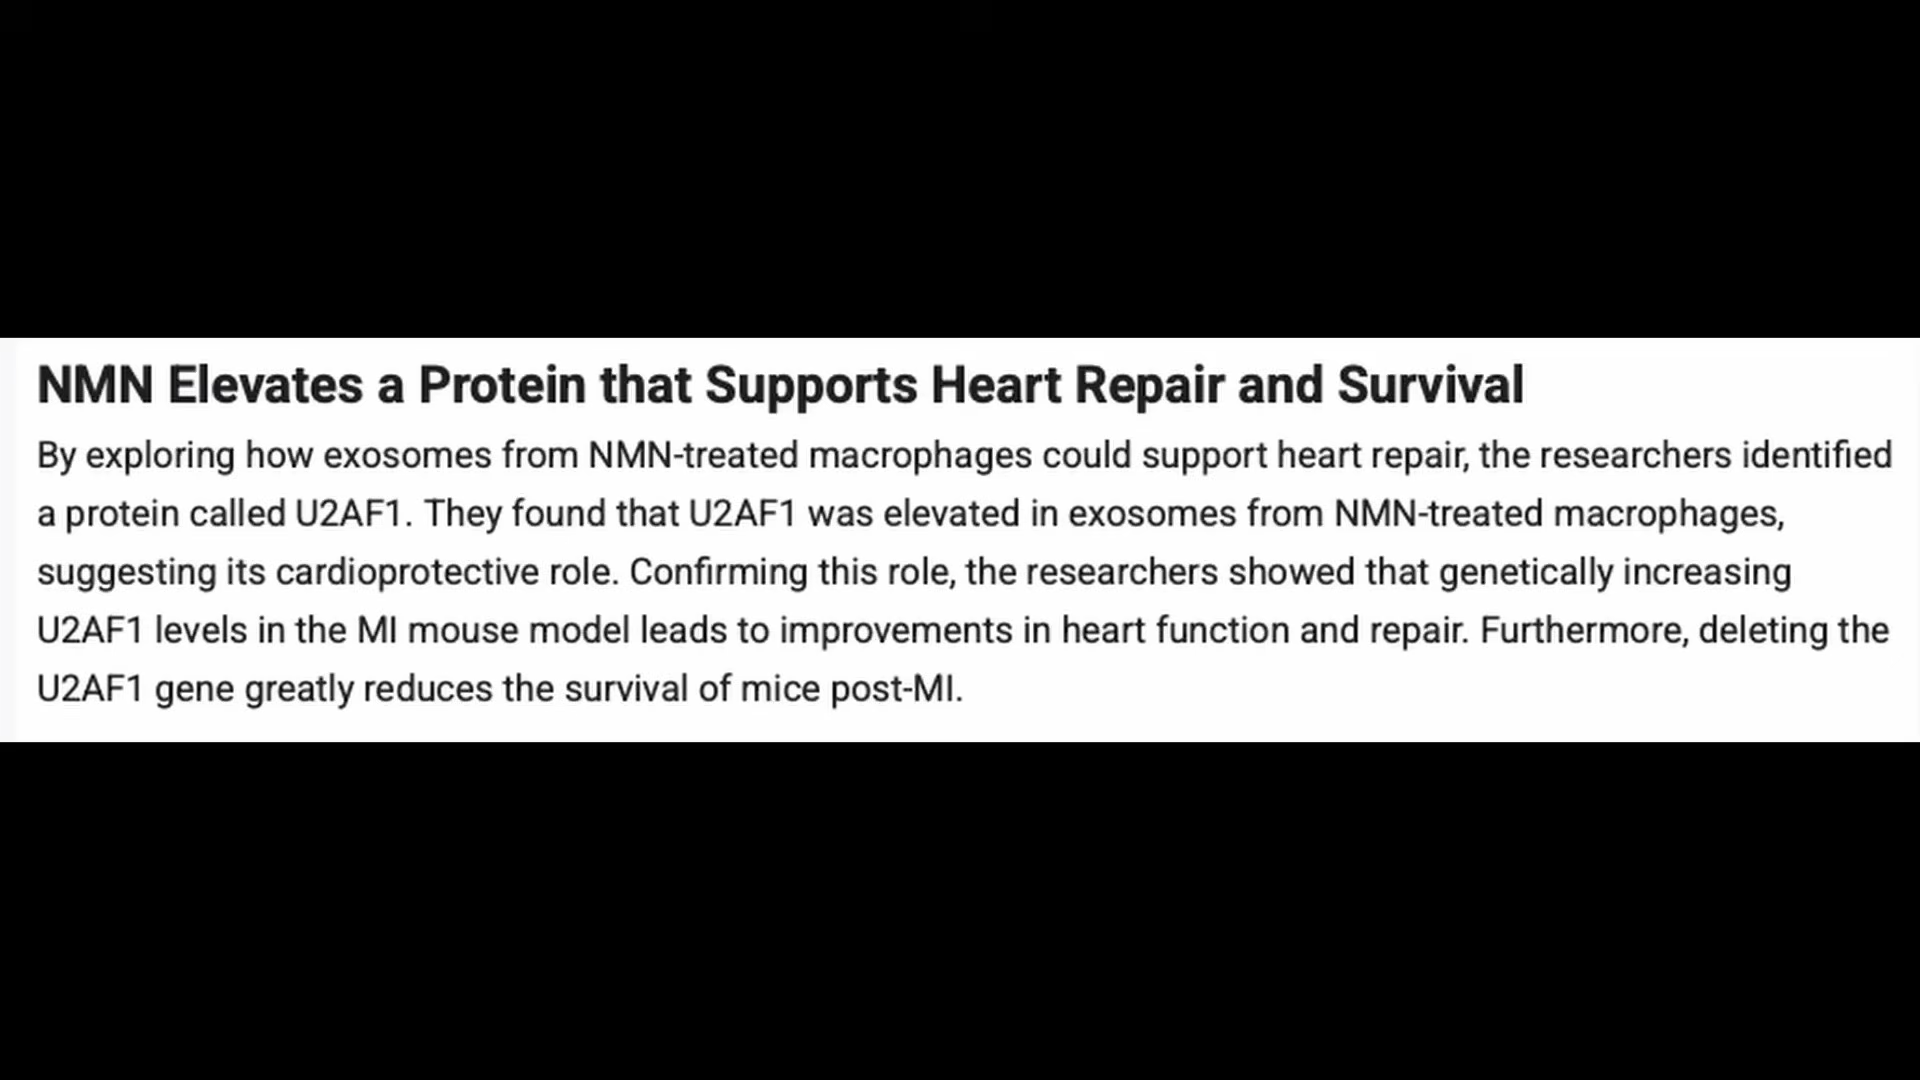 NMN Elevates a Protein that Supports Heart Repair and Survival
By exploring how exosomes from NMN-treated macrophages could support heart repair, the researchers identified
a protein called U2AF1. They found that U2AF1 was elevated in exosomes from NMN-treated macrophages,
suggesting its cardioprotective role. Confirming this role, the researchers showed that genetically increasing
U2AF1 levels in the MI mouse model leads to improvements in heart function and repair. Furthermore, deleting the
U2AF1 gene greatly reduces the survival of mice post-MI.